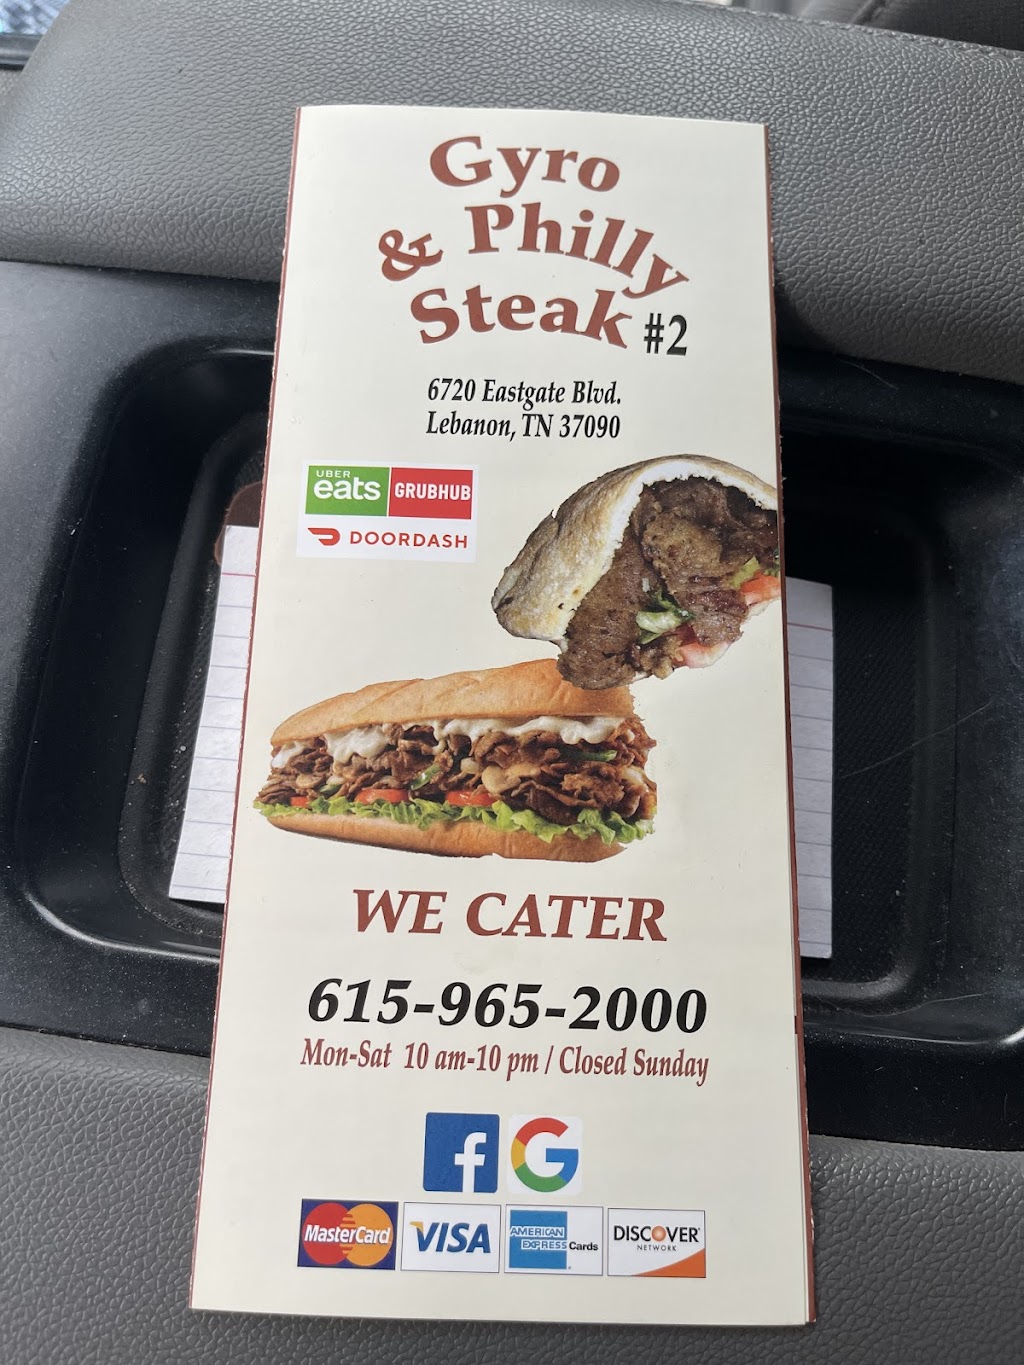 Gyro
& Philly
Steak #2
6720 Eastgate Blvd.
Lebanon, TN 37090
UBER
eats
GRUBHUB
DOORDASH
WE CATER
615-965-2000
Mon-Sat 10 am-10 pm / Closed Sunday
f G
MasterCard
VISA
AMERICAN
EXPRESS Cards
DISCOVER
NETWORK